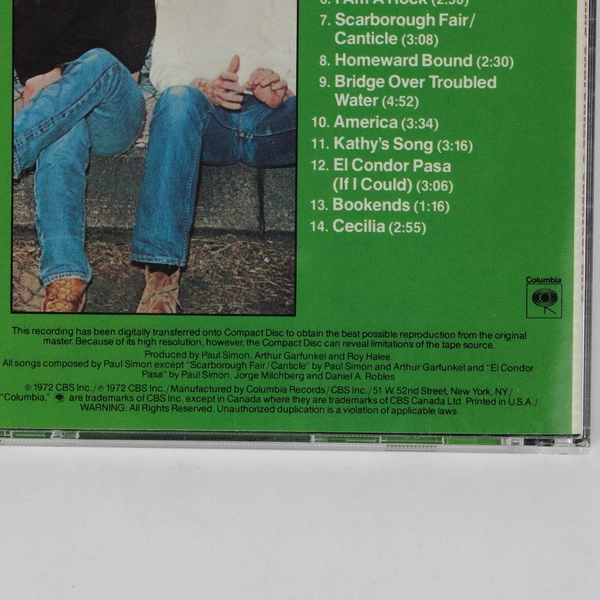 6. I Am A Rock (2:50)
7. Scarborough Fair/
Canticle (3:08)
8. Homeward Bound (2:30)
9. Bridge Over Troubled
Water (4:52)
10. America (3:34)
11. Kathy's Song (3:16)
12. El Condor Pasa
(If I Could) (3:06)
13. Bookends (1:16)
14. Cecilia (2:55)
Columbia
This recording has been digitally transferred onto Compact Disc to obtain the best possible reproduction from the original
master. Because of its high resolution, however, the Compact Disc can reveal limitations of the tape source.
Produced by Paul Simon, Arthur Garfunkel and Roy Halee.
All songs composed by Paul Simon except "Scarborough Fair/Canticle" by Paul Simon and Arthur Garfunkel and "El Condor
Pasa" by Paul Simon, Jorge Milchberg and Daniel A. Robles
© 1972 CBS Inc./℗ 1972 CBS Inc./Manufactured by Columbia Records/CBS Inc./51 W. 52nd Street, New York, NY/
"Columbia," are trademarks of CBS Inc. except in Canada where they are trademarks of CBS Canada Ltd. Printed in U.S.A./
WARNING: All Rights Reserved. Unauthorized duplication is a violation of applicable laws.